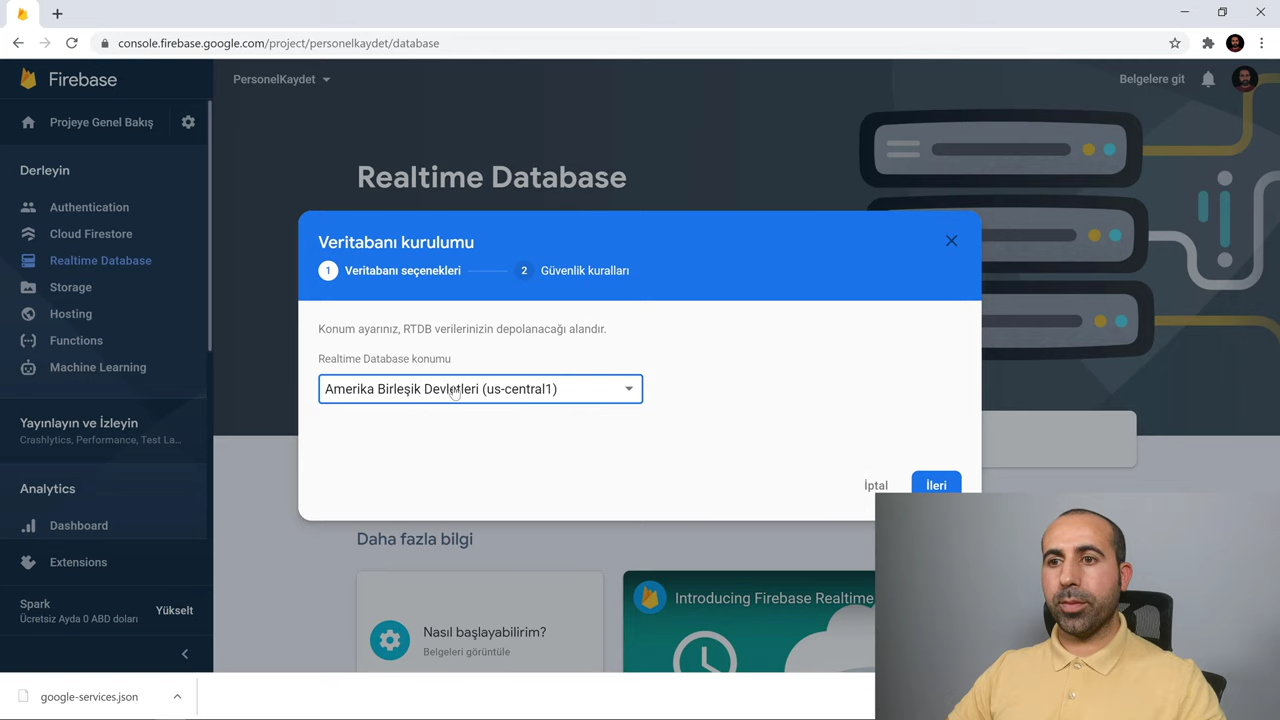 console.firebase.google.com/project/personelkaydet/database
Firebase
PersonelKaydet
Belgelere git
Projeye Genel Bakış
Derleyin
Authentication
Cloud Firestore
Realtime Database
Storage
Hosting
Functions
Machine Learning
Yayınlayın ve İzleyin
Crashlytics, Performance, Test La...
Analytics
Dashboard
Extensions
Spark
Ücretsiz Ayda 0 ABD doları
Yükselt
Realtime Database
Veritabanı kurulumu
1 Veritabanı seçenekleri
2 Güvenlik kuralları
Konum ayarınız, RTDB verilerinizin depolanacağı alandır.
Realtime Database konumu
Amerika Birleşik Devletleri (us-central1)
İptal
İleri
Daha fazla bilgi
Nasıl başlayabilirim?
Belgeleri görüntüle
Introducing Firebase Realtime
google-services.json